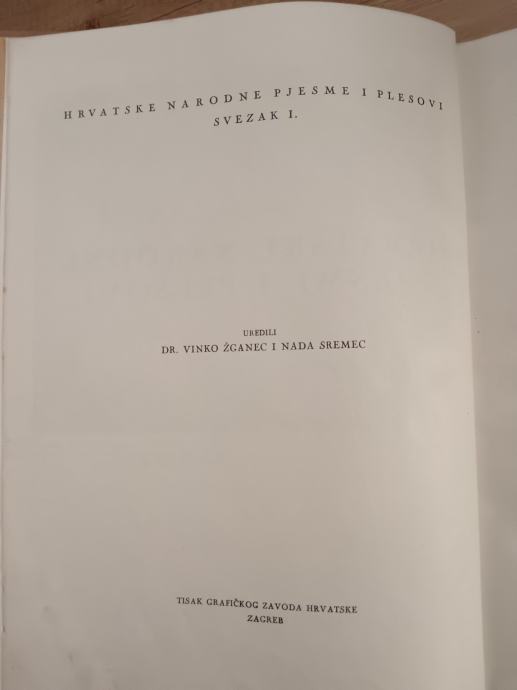 HRVATSKE NARODNE PJESME I PLESOVI
SVEZAK I.
UREDILI
DR. VINKO ŽGANEC I NADA SREMEC
TISAK GRAFIČKOG ZAVODA HRVATSKE
ZAGREB